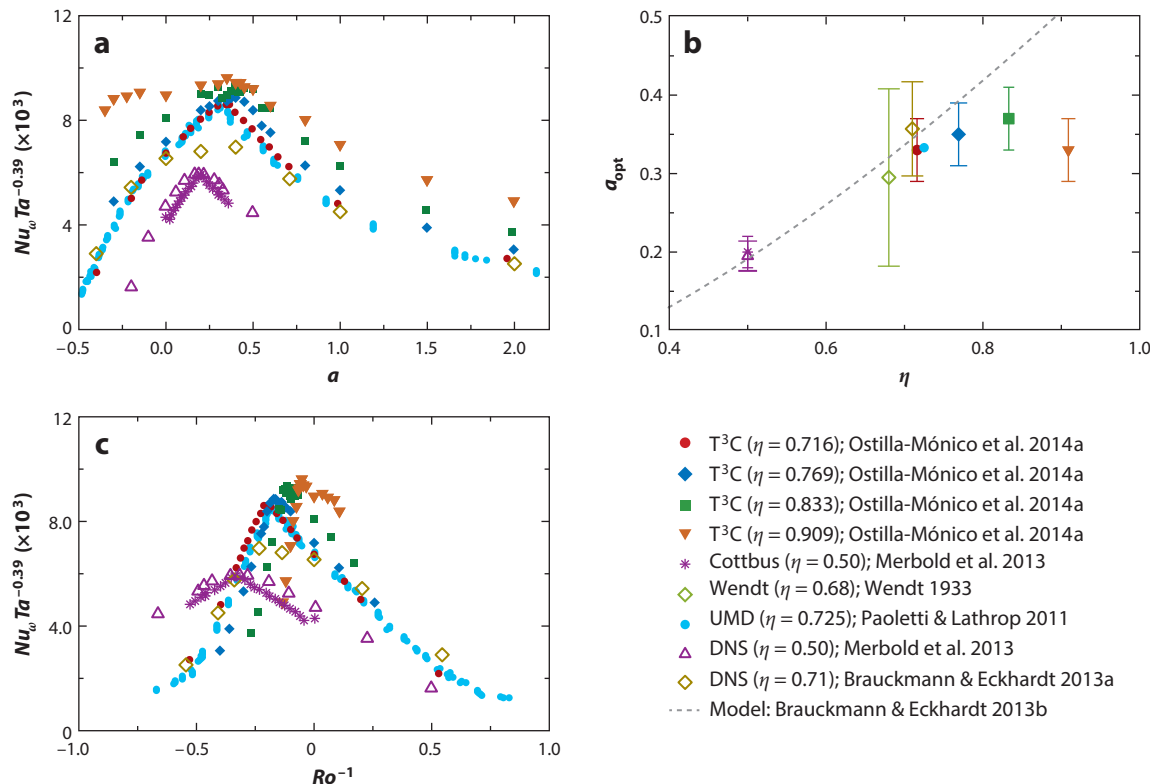 a
12
8
4
0
Nu_ω Ta^−0.39 (×10³)
−0.5 0.0 0.5 1.0 1.5 2.0
a
b
0.5
0.4
0.3
0.2
0.1
a_opt
0.4 0.6 0.8 1.0
η
c
12
8.0
4.0
0.0
Nu_ω Ta^−0.39 (×10³)
−1.0 −0.5 0 0.5 1.0
Ro^−1
T³C (η = 0.716); Ostilla-Mónico et al. 2014a
T³C (η = 0.769); Ostilla-Mónico et al. 2014a
T³C (η = 0.833); Ostilla-Mónico et al. 2014a
T³C (η = 0.909); Ostilla-Mónico et al. 2014a
Cottbus (η = 0.50); Merbold et al. 2013
Wendt (η = 0.68); Wendt 1933
UMD (η = 0.725); Paoletti & Lathrop 2011
DNS (η = 0.50); Merbold et al. 2013
DNS (η = 0.71); Brauckmann & Eckhardt 2013a
Model: Brauckmann & Eckhardt 2013b